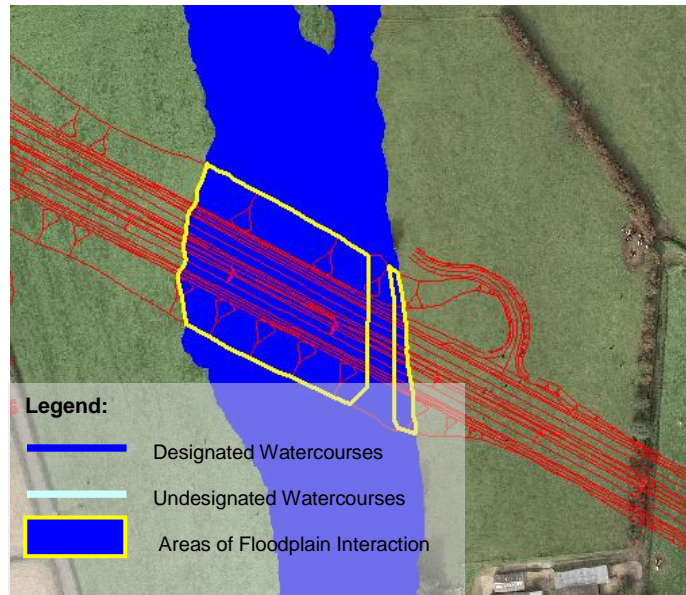 Legend:
Designated Watercourses
Undesignated Watercourses
Areas of Floodplain Interaction